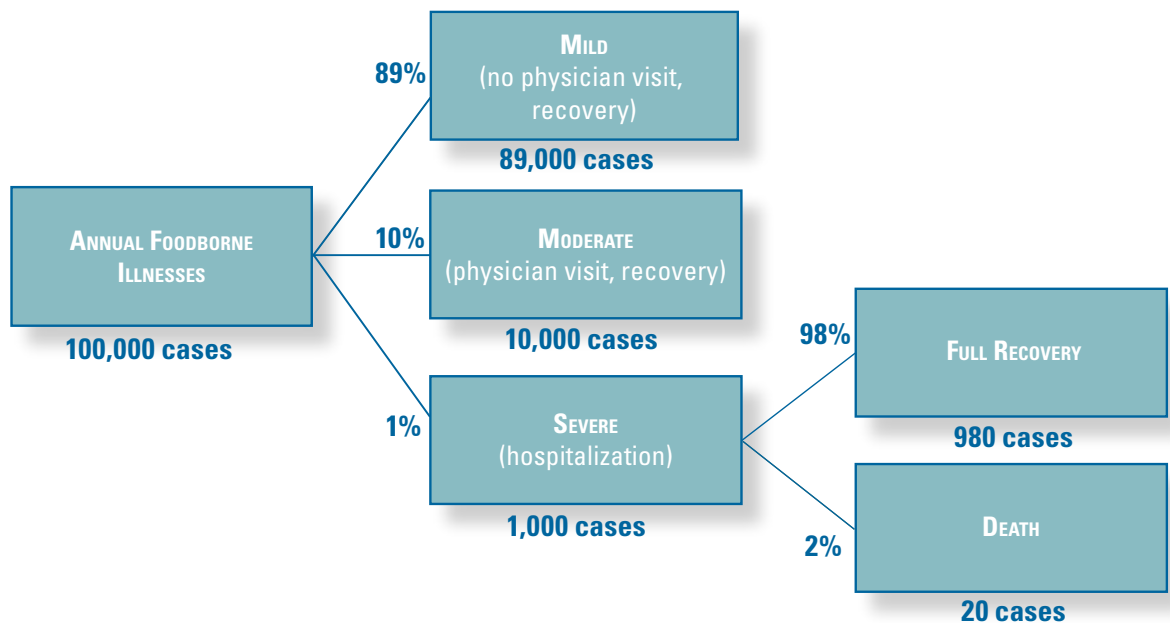 Mild
(no physician visit,
recovery)
89%
89,000 cases
Annual Foodborne
Illnesses
100,000 cases
10%
Moderate
(physician visit, recovery)
10,000 cases
1%
Severe
(hospitalization)
1,000 cases
98%
Full Recovery
980 cases
2%
Death
20 cases